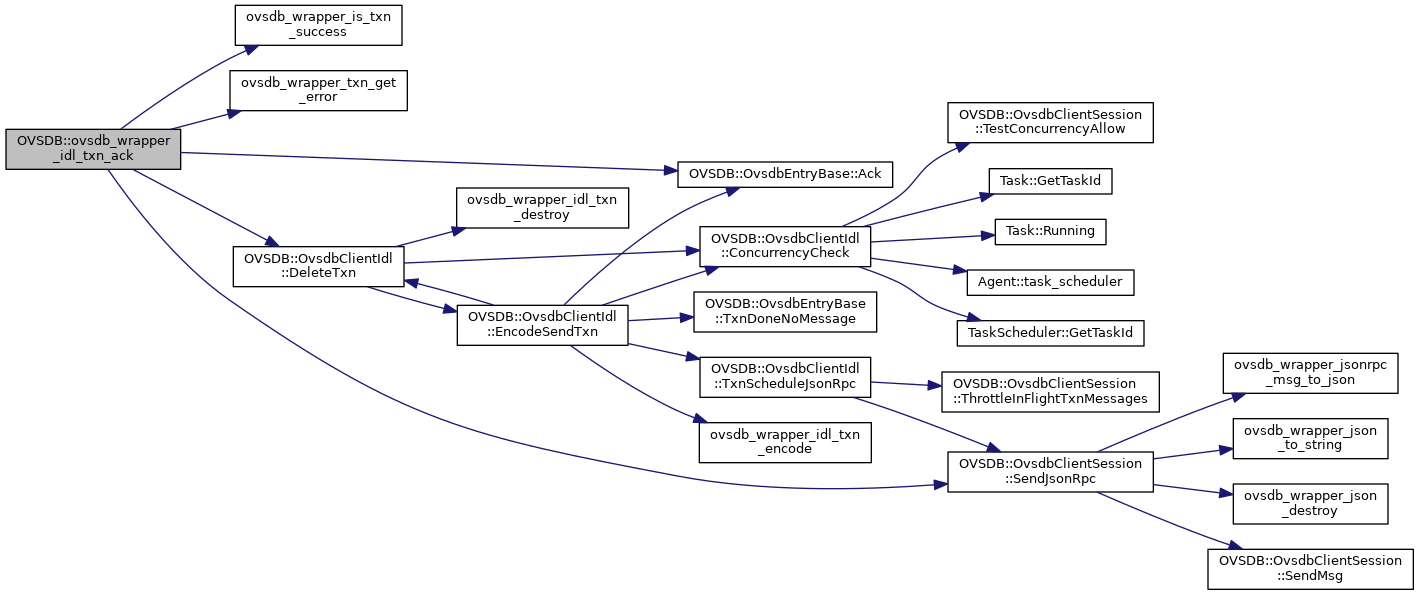 ovsdb_wrapper_is_txn
_success
ovsdb_wrapper_txn_get
_error
OVSDB::ovsdb_wrapper
_idl_txn_ack
OVSDB::OvsdbClientSession
::TestConcurrencyAllow
OVSDB::OvsdbEntryBase::Ack
Task::GetTaskId
ovsdb_wrapper_idl_txn
_destroy
OVSDB::OvsdbClientIdl
::ConcurrencyCheck
Task::Running
OVSDB::OvsdbClientIdl
::DeleteTxn
Agent::task_scheduler
OVSDB::OvsdbClientIdl
::EncodeSendTxn
OVSDB::OvsdbEntryBase
::TxnDoneNoMessage
TaskScheduler::GetTaskId
OVSDB::OvsdbClientIdl
::TxnScheduleJsonRpc
OVSDB::OvsdbClientSession
::ThrottleInFlightTxnMessages
ovsdb_wrapper_jsonrpc
_msg_to_json
ovsdb_wrapper_idl_txn
_encode
ovsdb_wrapper_json
_to_string
OVSDB::OvsdbClientSession
::SendJsonRpc
ovsdb_wrapper_json
_destroy
OVSDB::OvsdbClientSession
::SendMsg